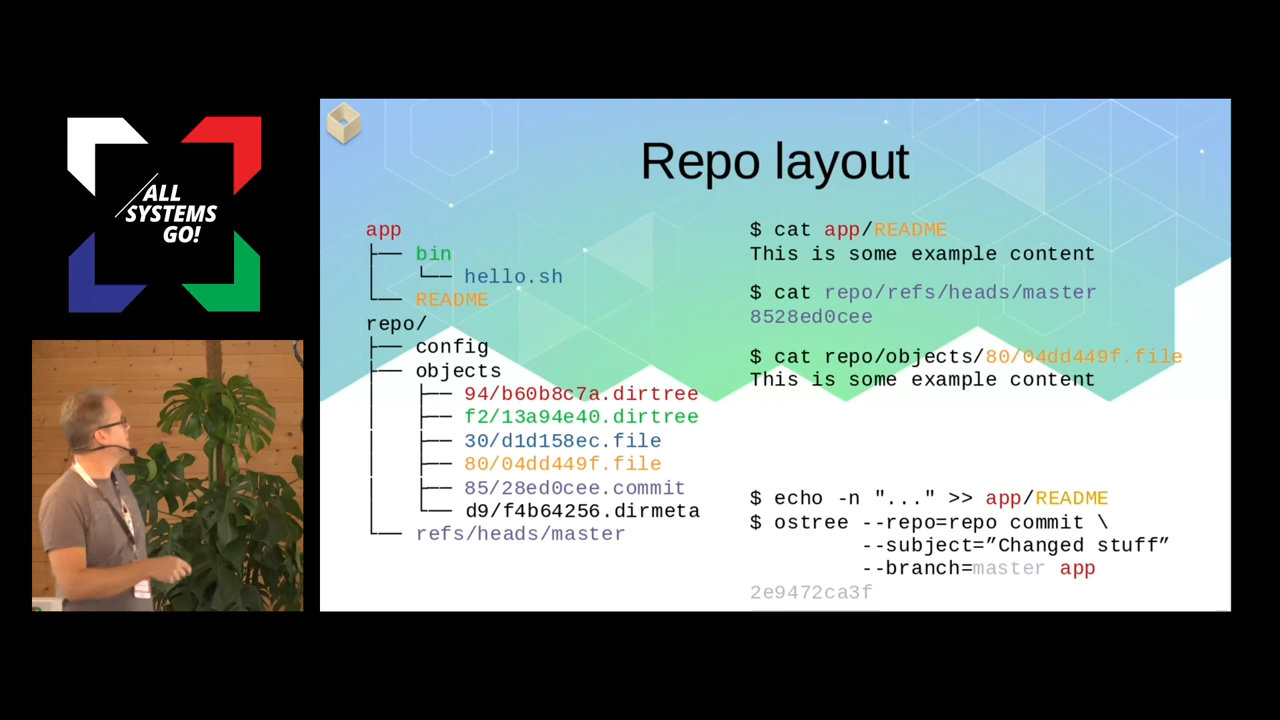 ALL
SYSTEMS
GO!
Repo layout
app
├── bin
│   └── hello.sh
└── README
repo/
├── config
├── objects
│   ├── 94/b60b8c7a.dirtree
│   ├── f2/13a94e40.dirtree
│   ├── 30/d1d158ec.file
│   ├── 80/04dd449f.file
│   ├── 85/28ed0cee.commit
│   └── d9/f4b64256.dirmeta
└── refs/heads/master
$ cat app/README
This is some example content
$ cat repo/refs/heads/master
8528ed0cee
$ cat repo/objects/80/04dd449f.file
This is some example content
$ echo -n "..." >> app/README
$ ostree --repo=repo commit \
--subject=”Changed stuff”
--branch=master app
2e9472ca3f